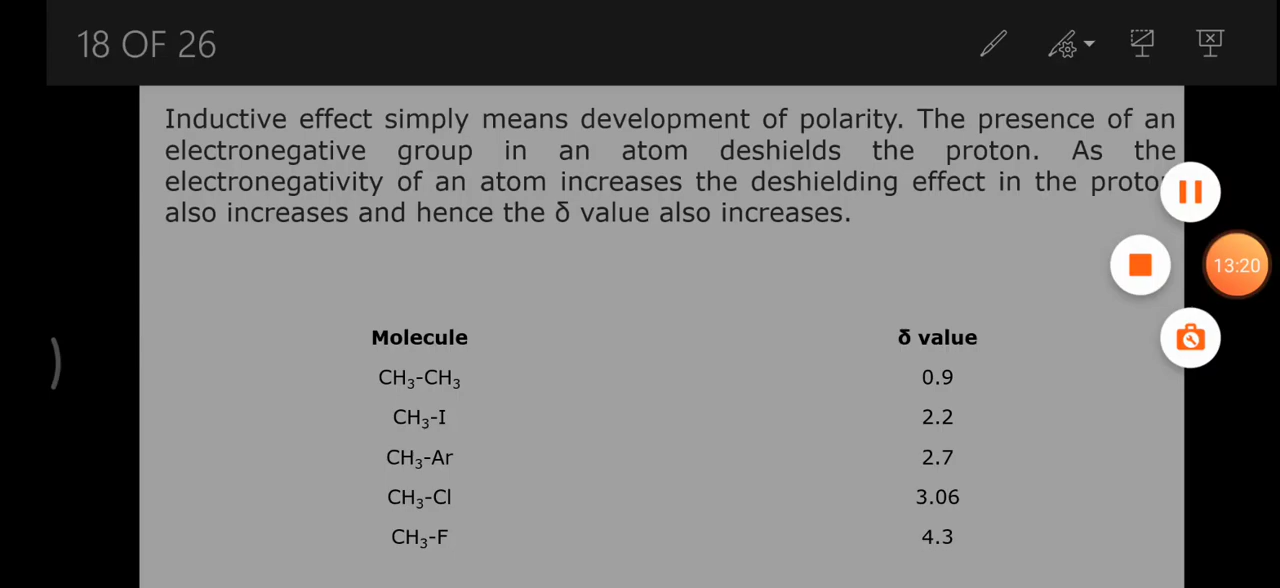 18 OF 26
Inductive effect simply means development of polarity. The presence of an
electronegative group in an atom deshields the proton. As the
electronegativity of an atom increases the deshielding effect in the proto
also increases and hence the δ value also increases.
13:20
Molecule δ value
CH₃-CH₃ 0.9
CH₃-I 2.2
CH₃-Ar 2.7
CH₃-Cl 3.06
CH₃-F 4.3